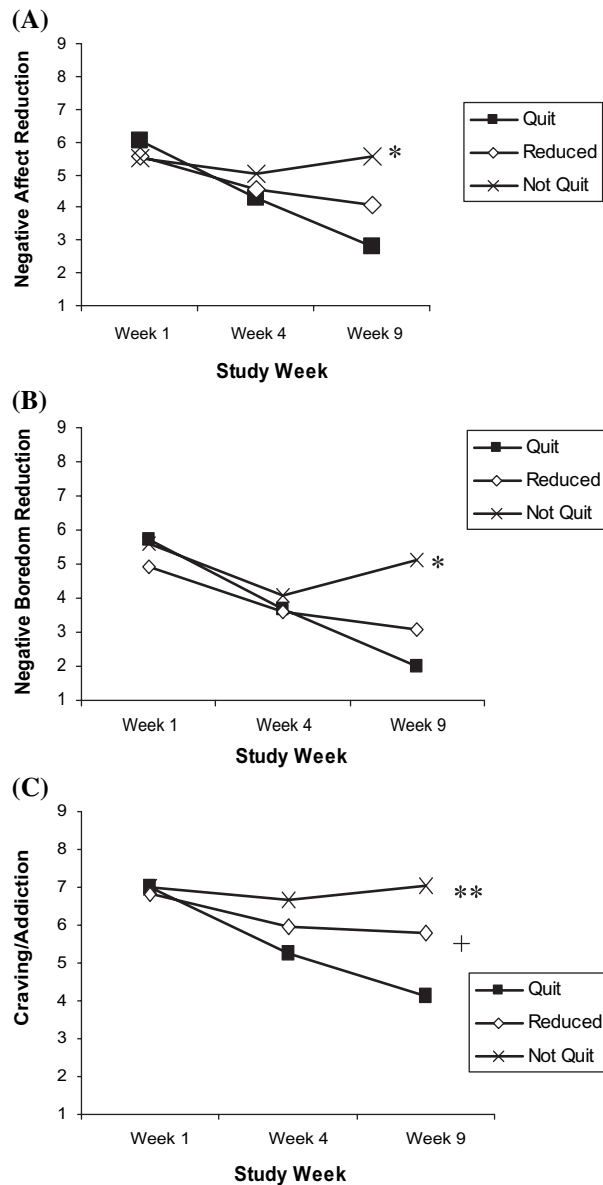 (A)
Negative Affect Reduction
9
8
7
6
5
4
3
2
1
*
Week 1 Week 4 Week 9
Study Week
Quit
Reduced
Not Quit
(B)
Negative Boredom Reduction
9
8
7
6
5
4
3
2
1
*
Week 1 Week 4 Week 9
Study Week
Quit
Reduced
Not Quit
(C)
Craving/Addiction
9
8
7
6
5
4
3
2
1
**
+
Week 1 Week 4 Week 9
Study Week
Quit
Reduced
Not Quit